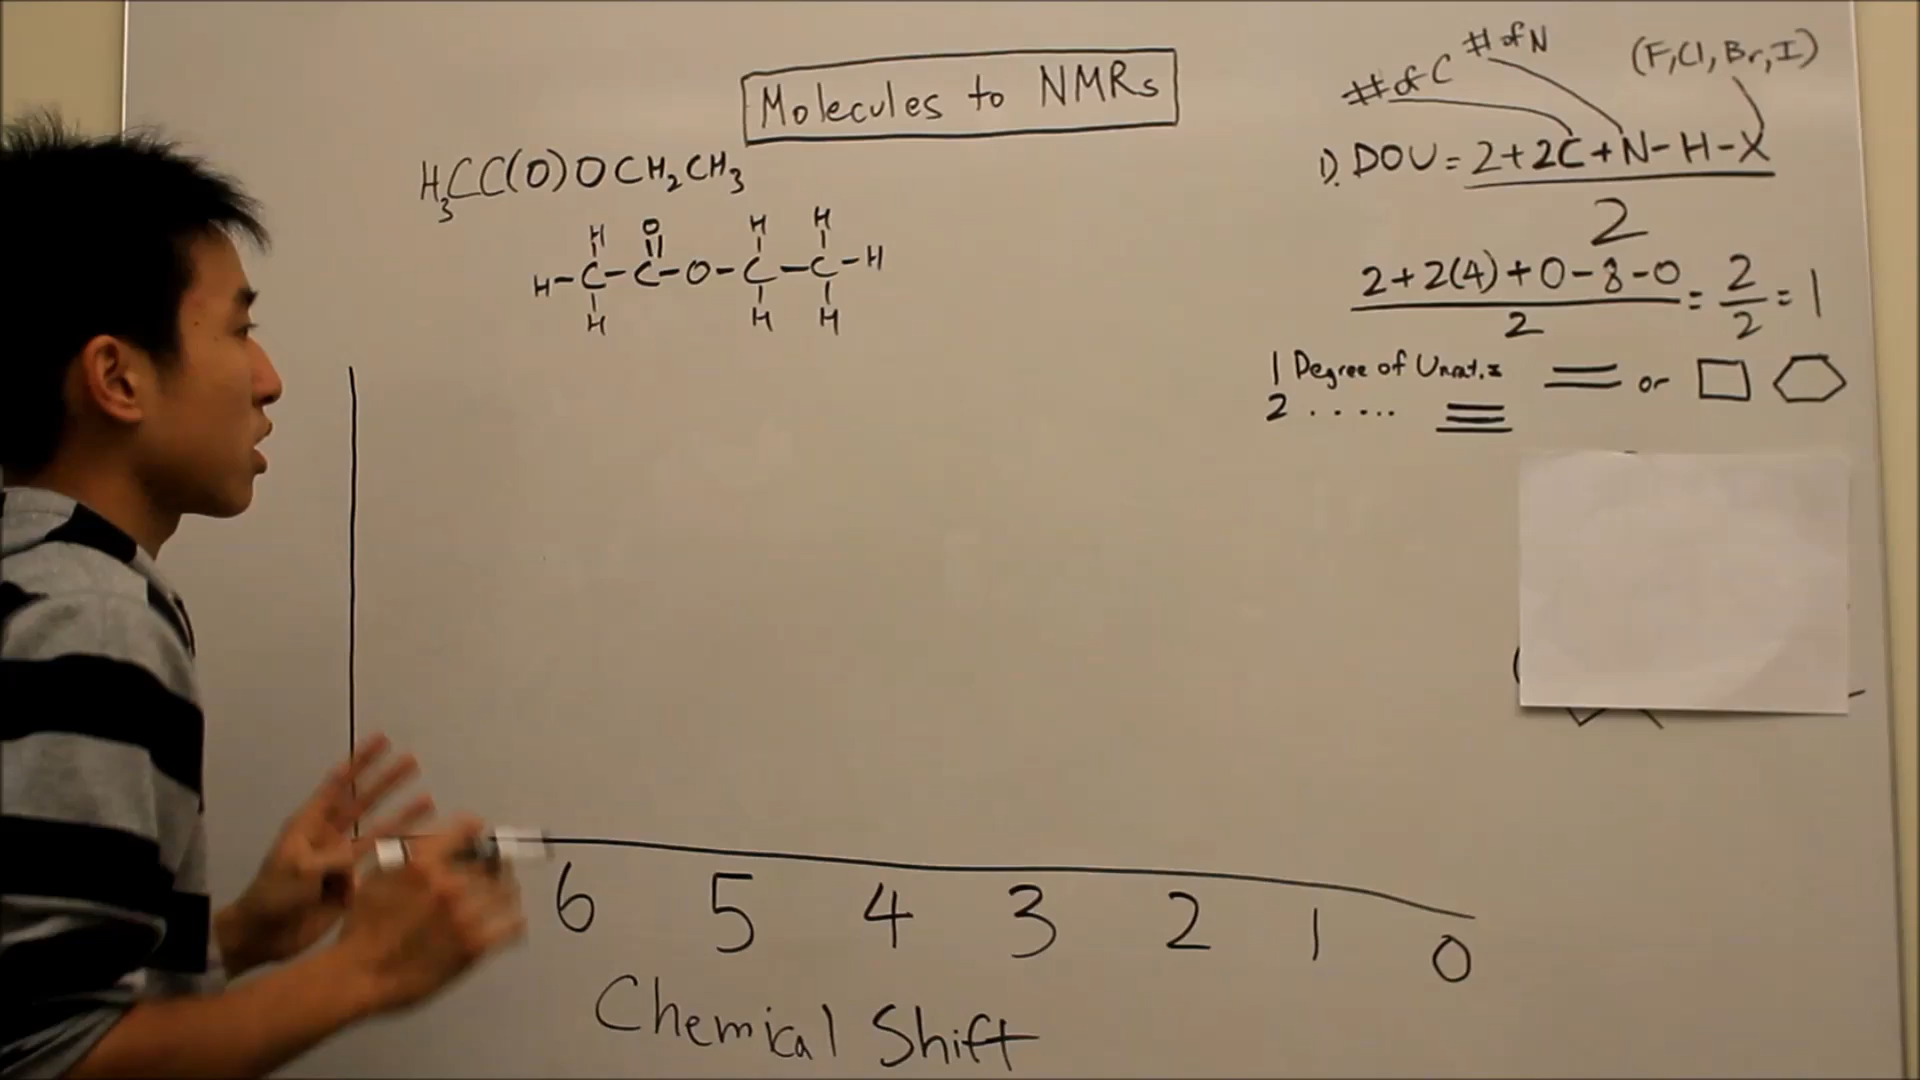 Molecules to NMRs
H₃CC(O)OCH₂CH₃
H O H H
H-C-C-O-C-C-H
H H H
# of C # of N (F,Cl,Br,I)
1). DOU = 2+2C+N-H-X
2
2+2(4)+0-8-0 = 2 = 1
2 2
1 Degree of Unsat. = = or
2 ..... ≡
6 5 4 3 2 1 0
Chemical Shift